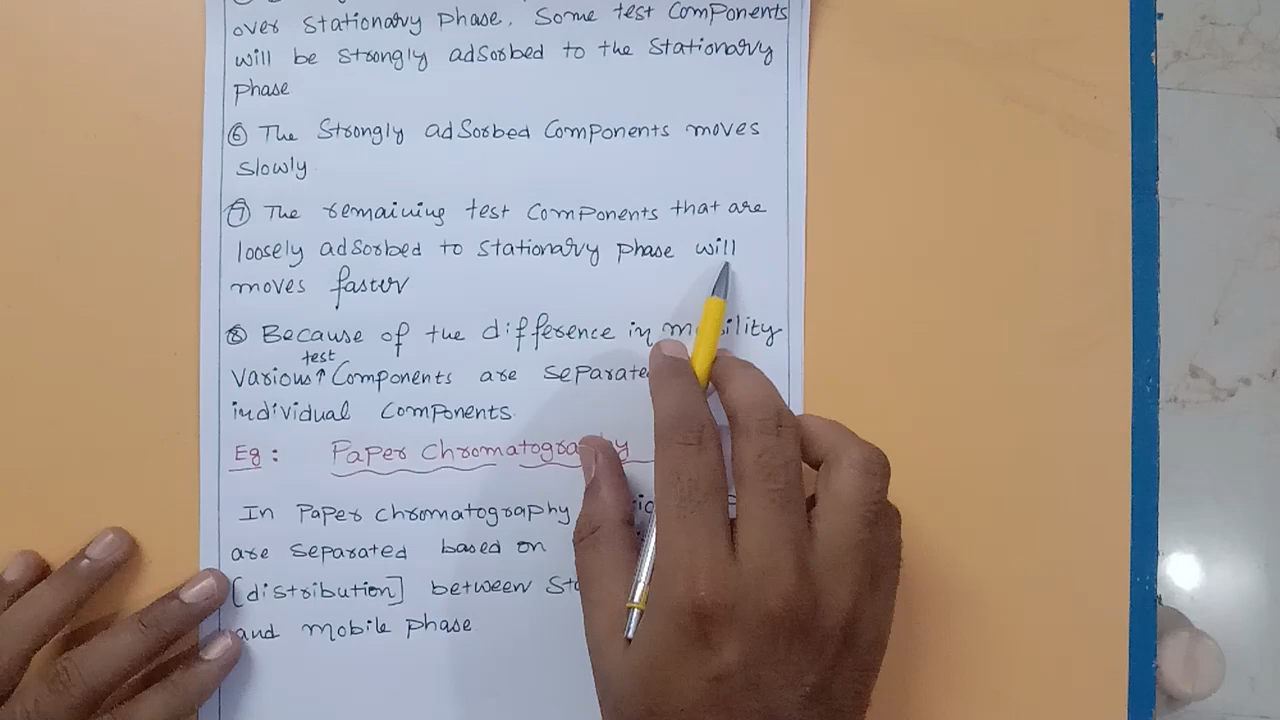 over stationary phase. Some test components
will be strongly adsorbed to the stationary
phase
⑥ The strongly adsorbed components moves
slowly.
⑦ The remaining test components that are
loosely adsorbed to stationary phase will
moves faster
⑧ Because of the difference in mobility
test
various↑ components are separated
individual components.
Eg : Paper chromatography
In paper chromatography
are separated based on
[distribution] between
and mobile phase